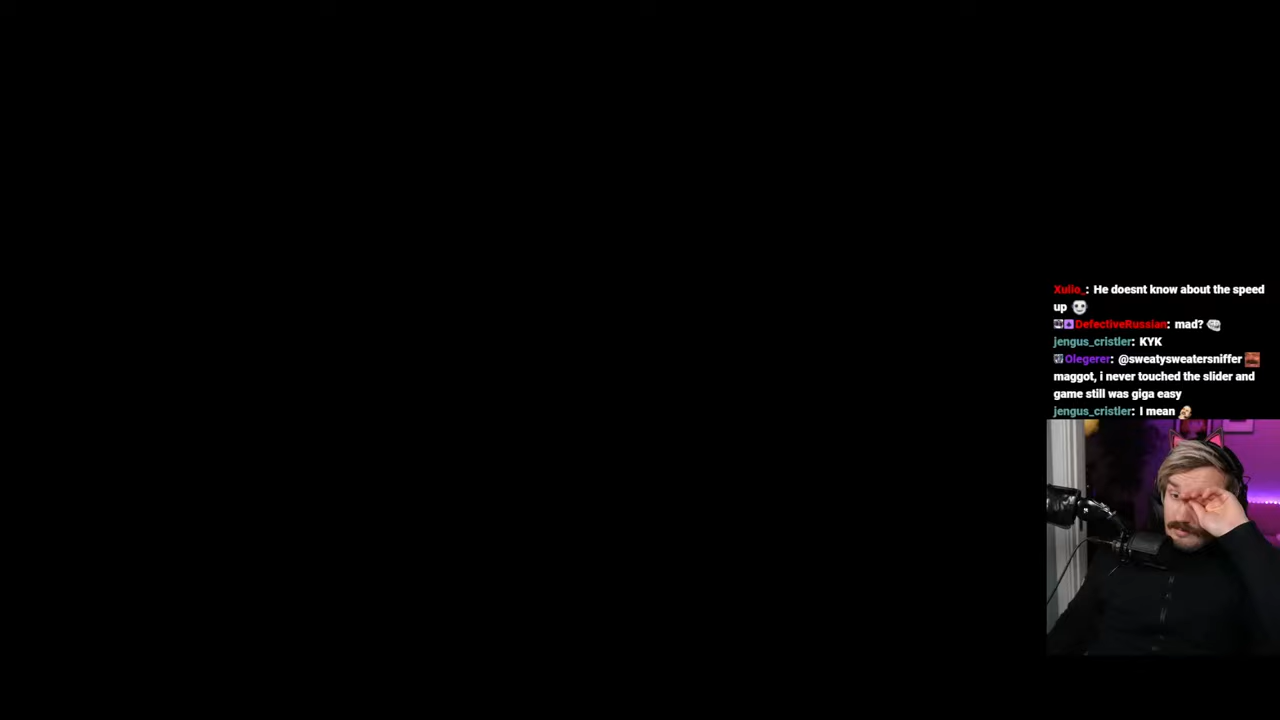 Xulio_: He doesnt know about the speed
up
DefectiveRussian: mad?
jengus_cristler: KYK
Olegerer: @sweatysweatersniffer
maggot, i never touched the slider and
game still was giga easy
jengus_cristler: I mean